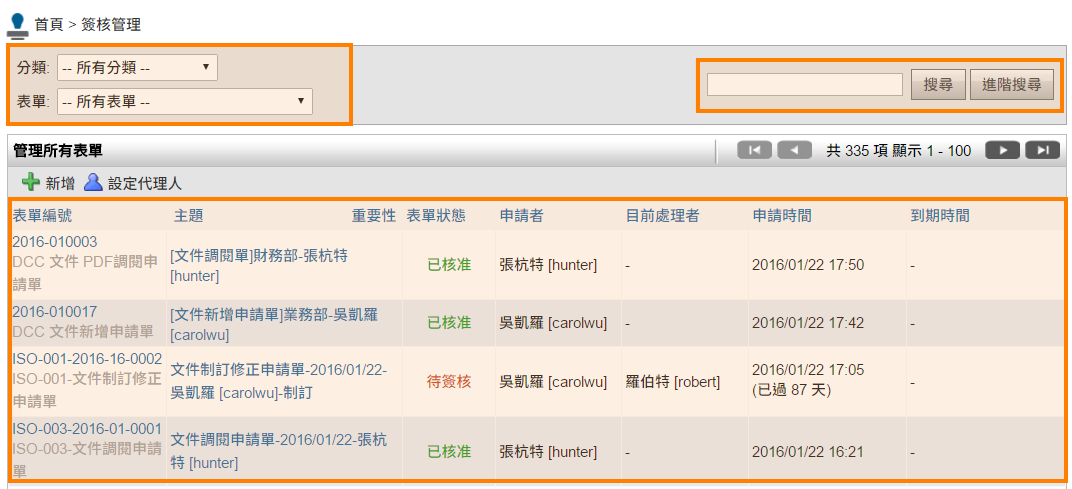 首頁 > 簽核管理
分類: -- 所有分類 --
表單: -- 所有表單 --
搜尋 進階搜尋
管理所有表單 共 335 項 顯示 1 - 100
新增 設定代理人
表單編號 主題 重要性 表單狀態 申請者 目前處理者 申請時間 到期時間
2016-010003
DCC 文件 PDF調閱申
請單
[文件調閱單]財務部-張杭特
[hunter]
已核准 張杭特 [hunter] - 2016/01/22 17:50 -
2016-010017
DCC 文件新增申請單
[文件新增申請單]業務部-吳凱羅
[carolwu]
已核准 吳凱羅 [carolwu] - 2016/01/22 17:42 -
ISO-001-2016-16-0002
ISO-001-文件制訂修正
申請單
文件制訂修正申請單-2016/01/22-
吳凱羅 [carolwu]-制訂
待簽核 吳凱羅 [carolwu] 羅伯特 [robert] 2016/01/22 17:05
(已過 87 天)
-
ISO-003-2016-01-0001
ISO-003-文件調閱申請
單
文件調閱申請單-2016/01/22-張杭
特 [hunter]
已核准 張杭特 [hunter] - 2016/01/22 16:21 -